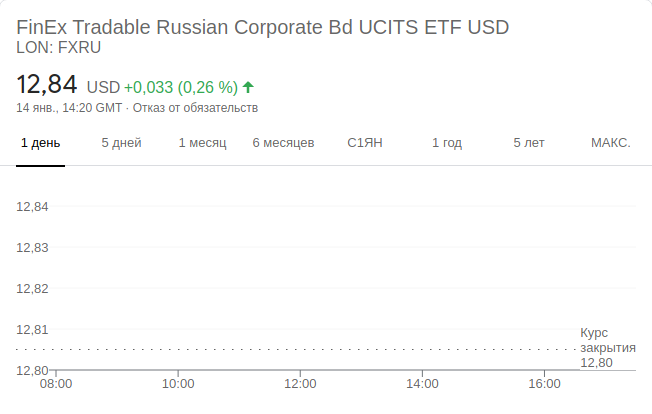 FinEx Tradable Russian Corporate Bd UCITS ETF USD
LON: FXRU
12,84 USD +0,033 (0,26 %)
14 янв., 14:20 GMT · Отказ от обязательств
1 день 5 дней 1 месяц 6 месяцев С1ЯН 1 год 5 лет МАКС.
12,84
12,83
12,82
12,81
Курс
закрытия
12,80
12,80
08:00 10:00 12:00 14:00 16:00